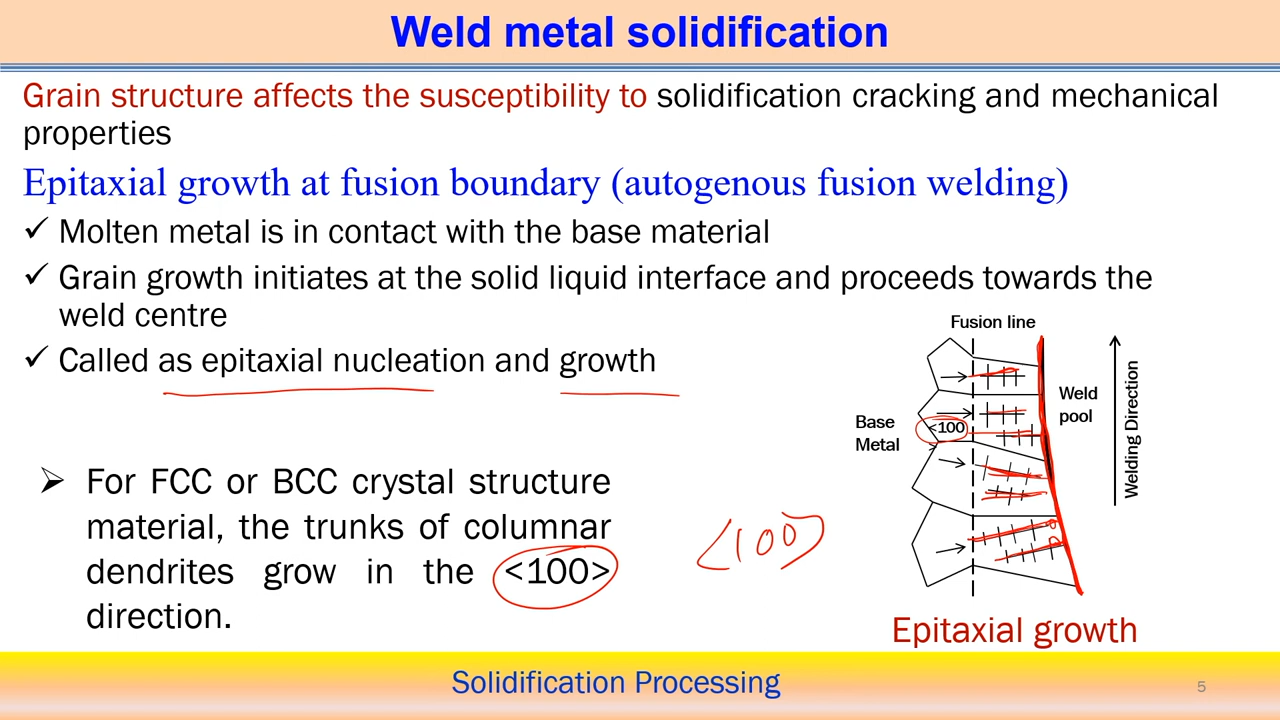 Weld metal solidification
Grain structure affects the susceptibility to solidification cracking and mechanical
properties
Epitaxial growth at fusion boundary (autogenous fusion welding)
✓ Molten metal is in contact with the base material
✓ Grain growth initiates at the solid liquid interface and proceeds towards the
weld centre
✓ Called as epitaxial nucleation and growth
➢ For FCC or BCC crystal structure
material, the trunks of columnar
dendrites grow in the <100>
direction.
<100>
Fusion line
Weld
pool
Welding Direction
Base
Metal
<100
Epitaxial growth
Solidification Processing
5